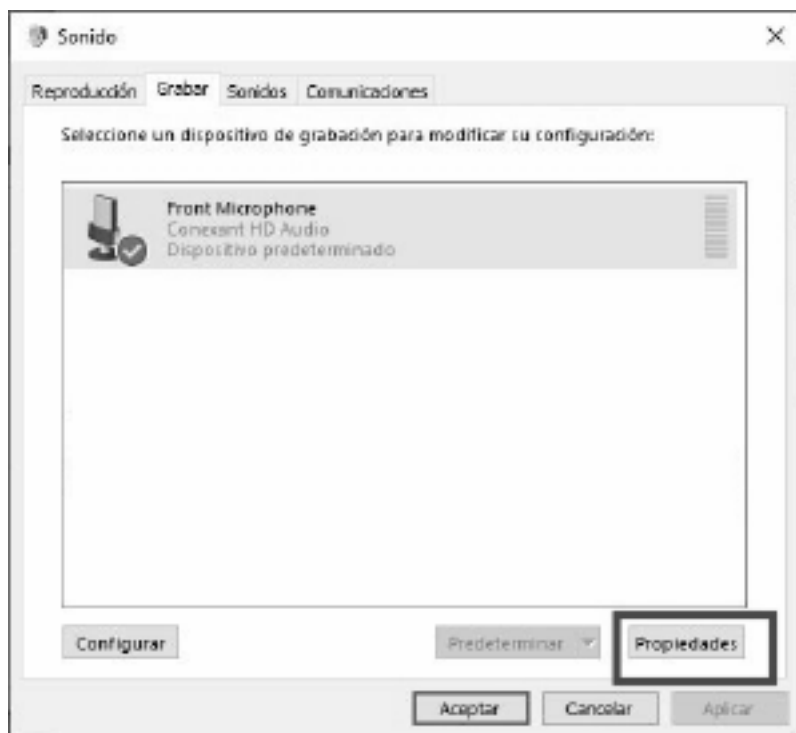 Sonido
Reproducción Grabar Sonidos Comunicaciones
Seleccione un dispositivo de grabación para modificar su configuración:
Front Microphone
Conexant HD Audio
Dispositivo predeterminado
Configurar Predeterminar Propiedades
Aceptar Cancelar Aplicar